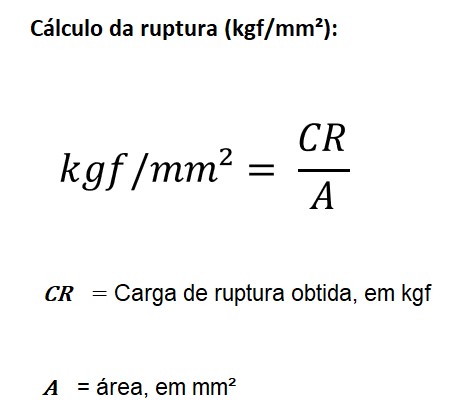 Cálculo da ruptura (kgf/mm²):
kgf/mm² = CR/A
CR = Carga de ruptura obtida, em kgf
A = área, em mm²